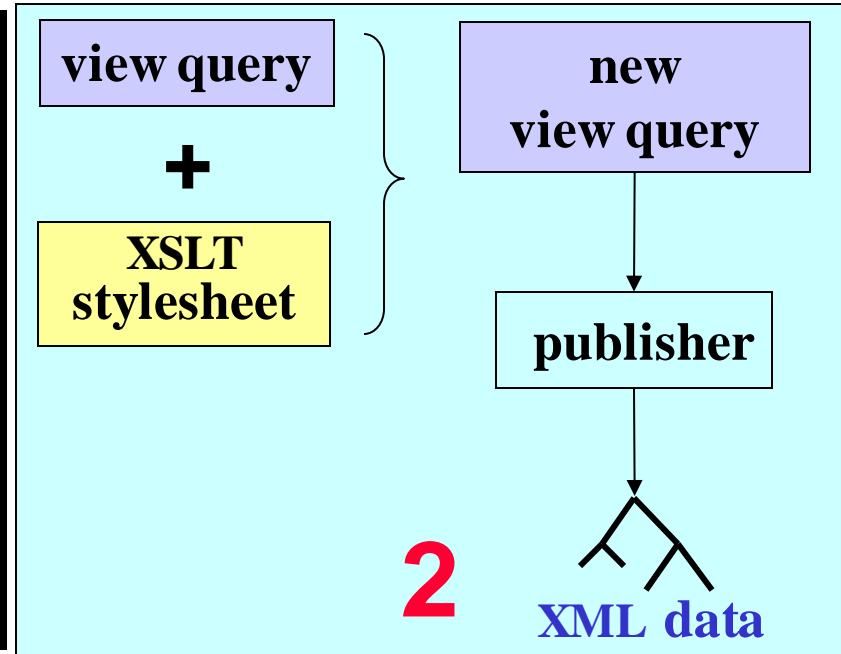 view query
+
XSLT
stylesheet
new
view query
publisher
2
XML data